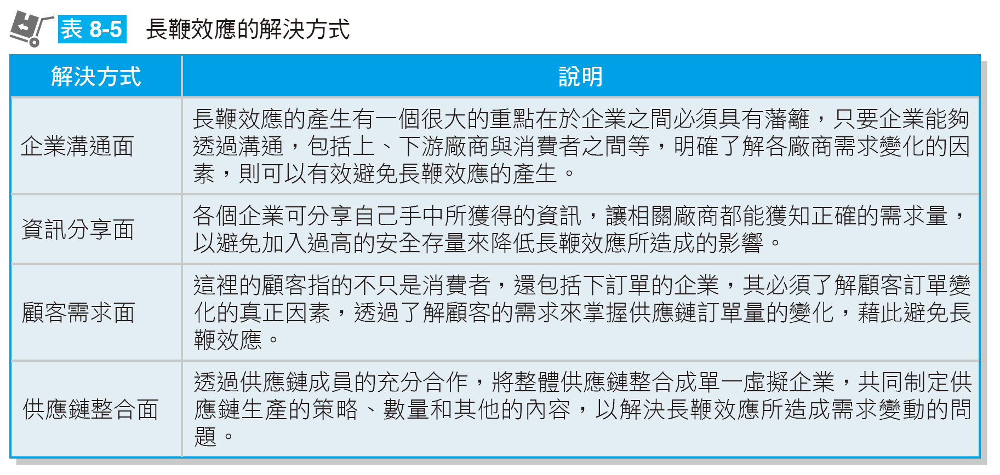 表 8-5 長鞭效應的解決方式
解決方式
說明
企業溝通面
長鞭效應的產生有一個很大的重點在於企業之間必須具有藩籬，只要企業能夠
透過溝通，包括上、下游廠商與消費者之間等，明確了解各廠商需求變化的因
素，則可以有效避免長鞭效應的產生。
資訊分享面
各個企業可分享自己手中所獲得的資訊，讓相關廠商都能獲知正確的需求量，
以避免加入過高的安全存量來降低長鞭效應所造成的影響。
顧客需求面
這裡的顧客指的不只是消費者，還包括下訂單的企業，其必須了解顧客訂單變
化的真正因素，透過了解顧客的需求來掌握供應鏈訂單量的變化，藉此避免長
鞭效應。
供應鏈整合面
透過供應鏈成員的充分合作，將整體供應鏈整合成單一虛擬企業，共同制定供
應鏈生產的策略、數量和其他的內容，以解決長鞭效應所造成需求變動的問
題。